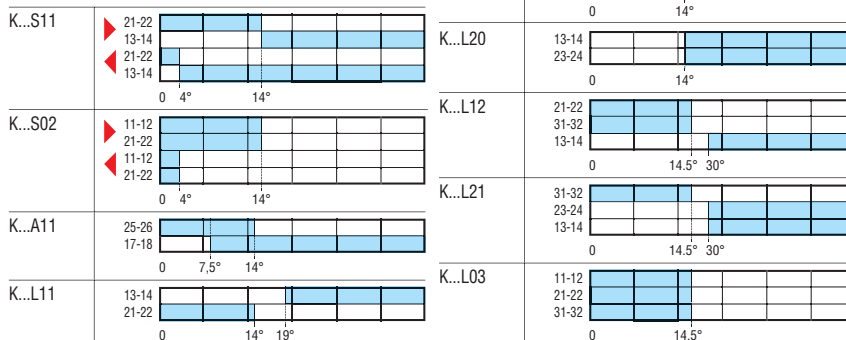 K...S11
21-22
13-14
21-22
13-14
0 4° 14°
K...S02
11-12
21-22
11-12
21-22
0 4° 14°
K...A11
25-26
17-18
0 7,5° 14°
K...L11
13-14
21-22
0 14° 19°
0 14°
K...L20
13-14
23-24
0 14°
K...L12
21-22
31-32
13-14
0 14.5° 30°
K...L21
31-32
23-24
13-14
0 14.5° 30°
K...L03
11-12
21-22
31-32
0 14.5°